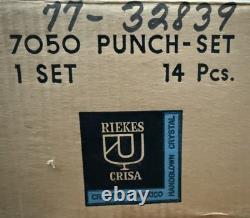 77-32839
7050 PUNCH-SET
1 SET 14 Pcs.
RIEKES
CRISA
HANDBLOWN CRYSTAL